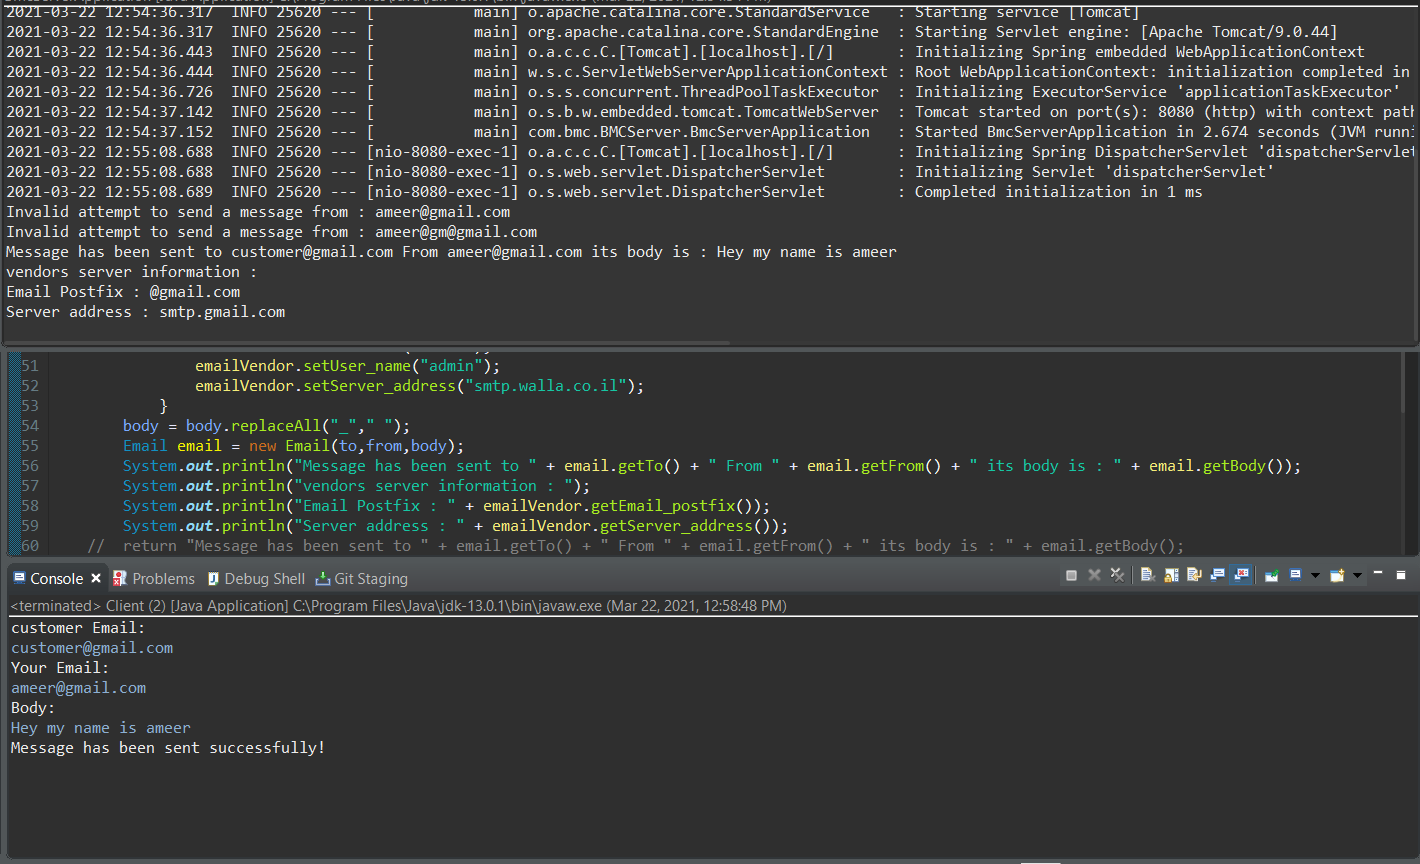 2021-03-22 12:54:36.317  INFO 25620 --- [           main] o.apache.catalina.core.StandardService   : Starting service [Tomcat]
2021-03-22 12:54:36.317  INFO 25620 --- [           main] org.apache.catalina.core.StandardEngine  : Starting Servlet engine: [Apache Tomcat/9.0.44]
2021-03-22 12:54:36.443  INFO 25620 --- [           main] o.a.c.c.C.[Tomcat].[localhost].[/]       : Initializing Spring embedded WebApplicationContext
2021-03-22 12:54:36.444  INFO 25620 --- [           main] w.s.c.ServletWebServerApplicationContext : Root WebApplicationContext: initialization completed in
2021-03-22 12:54:36.726  INFO 25620 --- [           main] o.s.s.concurrent.ThreadPoolTaskExecutor  : Initializing ExecutorService 'applicationTaskExecutor'
2021-03-22 12:54:37.142  INFO 25620 --- [           main] o.s.b.w.embedded.tomcat.TomcatWebServer  : Tomcat started on port(s): 8080 (http) with context path
2021-03-22 12:54:37.152  INFO 25620 --- [           main] com.bmc.BMCServer.BmcServerApplication   : Started BmcServerApplication in 2.674 seconds (JVM runni
2021-03-22 12:55:08.688  INFO 25620 --- [nio-8080-exec-1] o.a.c.c.C.[Tomcat].[localhost].[/]       : Initializing Spring DispatcherServlet 'dispatcherServlet
2021-03-22 12:55:08.688  INFO 25620 --- [nio-8080-exec-1] o.s.web.servlet.DispatcherServlet        : Initializing Servlet 'dispatcherServlet'
2021-03-22 12:55:08.689  INFO 25620 --- [nio-8080-exec-1] o.s.web.servlet.DispatcherServlet        : Completed initialization in 1 ms
Invalid attempt to send a message from : ameer@gmail.com
Invalid attempt to send a message from : ameer@gm@gmail.com
Message has been sent to customer@gmail.com From ameer@gmail.com its body is : Hey my name is ameer
vendors server information :
Email Postfix : @gmail.com
Server address : smtp.gmail.com
51 emailVendor.setUser_name("admin");
52 emailVendor.setServer_address("smtp.walla.co.il");
53 }
54 body = body.replaceAll("_"," ");
55 Email email = new Email(to,from,body);
56 System.out.println("Message has been sent to " + email.getTo() + " From " + email.getFrom() + " its body is : " + email.getBody());
57 System.out.println("vendors server information : ");
58 System.out.println("Email Postfix : " + emailVendor.getEmail_postfix());
59 System.out.println("Server address : " + emailVendor.getServer_address());
60 // return "Message has been sent to " + email.getTo() + " From " + email.getFrom() + " its body is : " + email.getBody();
Console Problems Debug Shell Git Staging
<terminated> Client (2) [Java Application] C:\Program Files\Java\jdk-13.0.1\bin\javaw.exe (Mar 22, 2021, 12:58:48 PM)
customer Email:
customer@gmail.com
Your Email:
ameer@gmail.com
Body:
Hey my name is ameer
Message has been sent successfully!